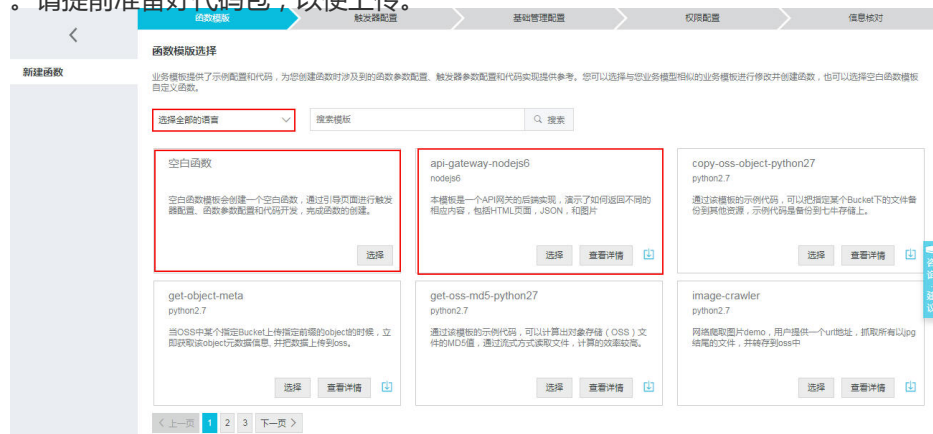 。请提前准备好代码包，以便上传。
函数模版
触发器配置
基础管理配置
权限配置
信息核对
新建函数
函数模版选择
业务模板提供了示例配置和代码，为您创建函数时涉及到的函数参数配置、触发器参数配置和代码实现提供参考。您可以选择与您业务模型相似的业务模板进行修改并创建函数，也可以选择空白函数模板
自定义函数。
选择全部的语言
搜索模板
搜索
空白函数
空白函数模板会创建一个空白函数，通过引导页面进行触发
器配置、函数参数配置和代码开发，完成函数的创建。
选择
api-gateway-nodejs6
nodejs6
本模板是一个API网关的后端实现，演示了如何返回不同的
相应内容，包括HTML页面，JSON，和图片
选择 查看详情
copy-oss-object-python27
python2.7
通过该模板的示例代码，可以把指定某个Bucket下的文件备
份到其他资源，示例代码是备份到七牛存储上。
选择 查看详情
get-object-meta
python2.7
当OSS中某个指定Bucket上传指定前缀的object的时候，立
即获取该object元数据信息, 并把数据上传到oss。
选择 查看详情
get-oss-md5-python27
python2.7
通过该模板的示例代码，可以计算出对象存储（OSS）文
件的MD5值，通过流式方式读取文件，计算的效率较高。
选择 查看详情
image-crawler
python2.7
网络爬取图片demo，用户提供一个url地址，抓取所有以jpg
结尾的文件，并转存到oss中
选择 查看详情
咨询·建议
上一页 1 2 3 下一页